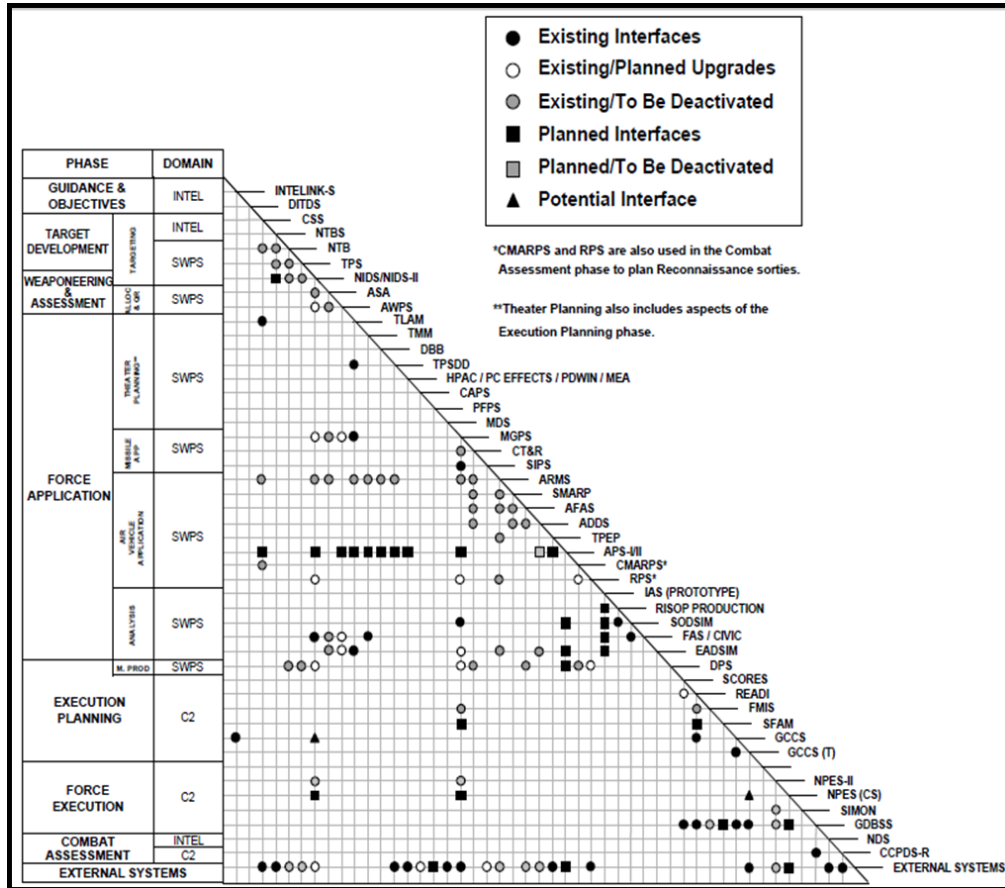 Existing Interfaces
Existing/Planned Upgrades
Existing/To Be Deactivated
Planned Interfaces
Planned/To Be Deactivated
Potential Interface
*CMARPS and RPS are also used in the Combat
Assessment phase to plan Reconnaissance sorties.
**Theater Planning also includes aspects of the
Execution Planning phase.
PHASE
DOMAIN
GUIDANCE &
OBJECTIVES
INTEL
TARGET
DEVELOPMENT
TARGETING
INTEL
SWPS
WEAPONEERING
&
ASSESSMENT
ALLOC
& QR
SWPS
FORCE
APPLICATION
THEATER
PLANNING**
SWPS
MISSILE
APP
SWPS
AIR
VEHICLE
APPLICATION
SWPS
ANALYSIS
SWPS
M. PROD
SWPS
EXECUTION
PLANNING
C2
FORCE
EXECUTION
C2
COMBAT
ASSESSMENT
INTEL
C2
EXTERNAL SYSTEMS
INTELINK-S
DITDS
CSS
NTBS
NTB
TPS
NIDS/NIDS-II
ASA
AWPS
TLAM
TMM
DBB
TPSDD
HPAC / PC EFFECTS / PDWIN / MEA
CAPS
PFPS
MDS
MGPS
CT&R
SIPS
ARMS
SMARP
AFAS
ADDS
TPEP
APS-I/II
CMARPS*
RPS*
IAS (PROTOTYPE)
RISOP PRODUCTION
SODSIM
FAS / CIVIC
EADSIM
DPS
SCORES
READI
FMIS
SFAM
GCCS
GCCS (T)
NPES-II
NPES (CS)
SIMON
GDBSS
NDS
CCPDS-R
EXTERNAL SYSTEMS